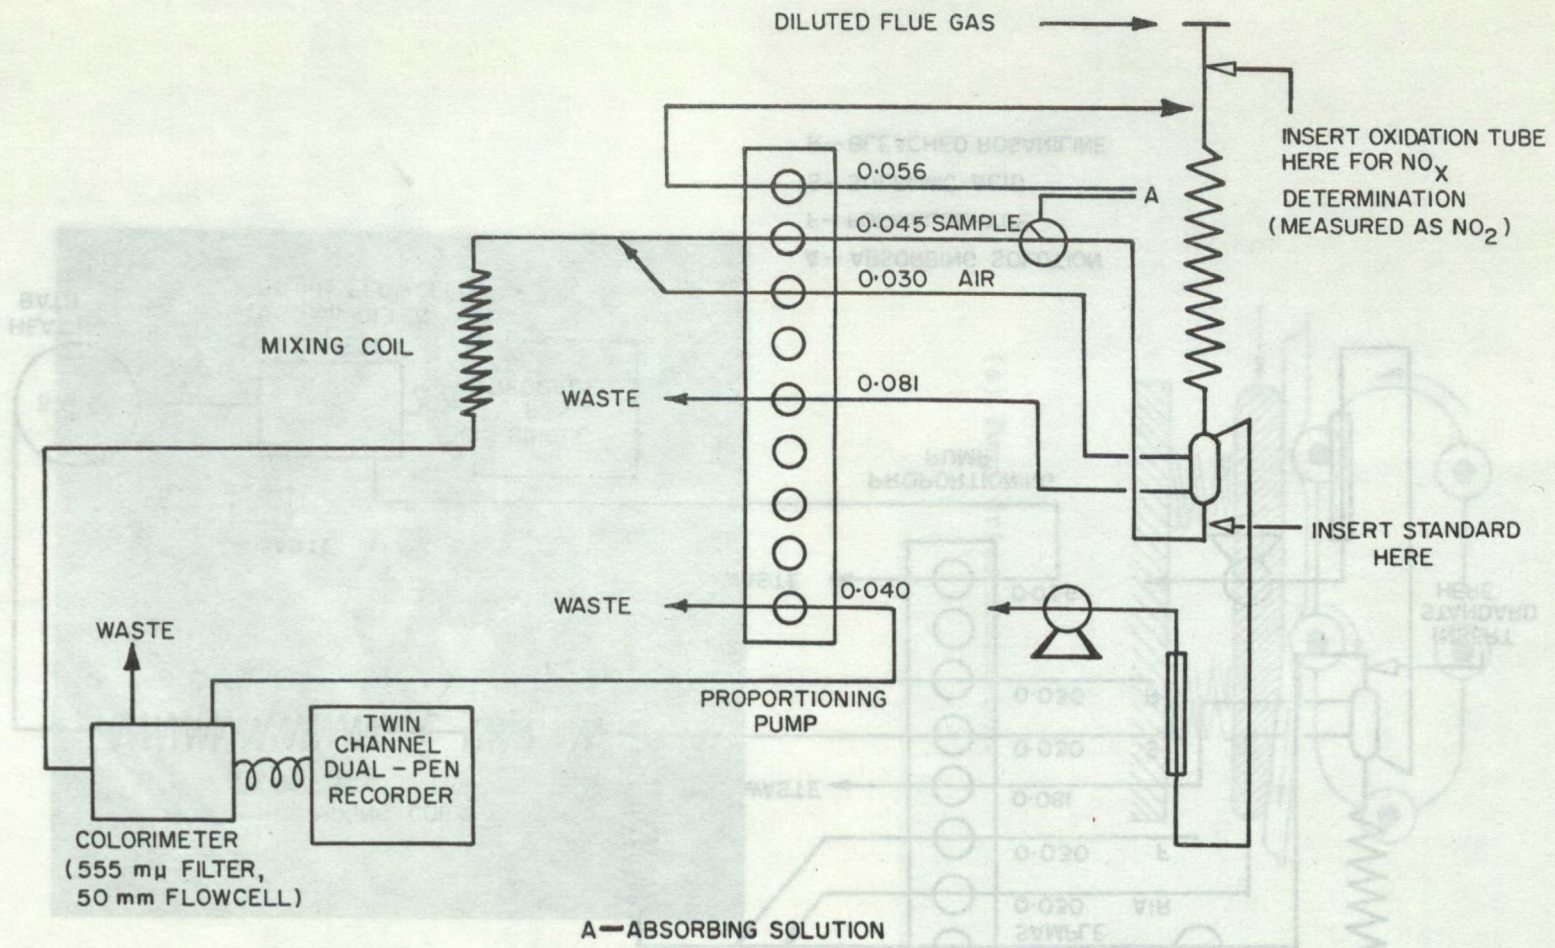 DILUTED FLUE GAS
INSERT OXIDATION TUBE
HERE FOR NOX
DETERMINATION
(MEASURED AS NO2)
0·056
A
0·045 SAMPLE
0·030 AIR
MIXING COIL
0·081
WASTE
INSERT STANDARD
HERE
0·040
WASTE
WASTE
PROPORTIONING
PUMP
TWIN
CHANNEL
DUAL-PEN
RECORDER
COLORIMETER
(555 mµ FILTER,
50 mm FLOWCELL)
A—ABSORBING SOLUTION